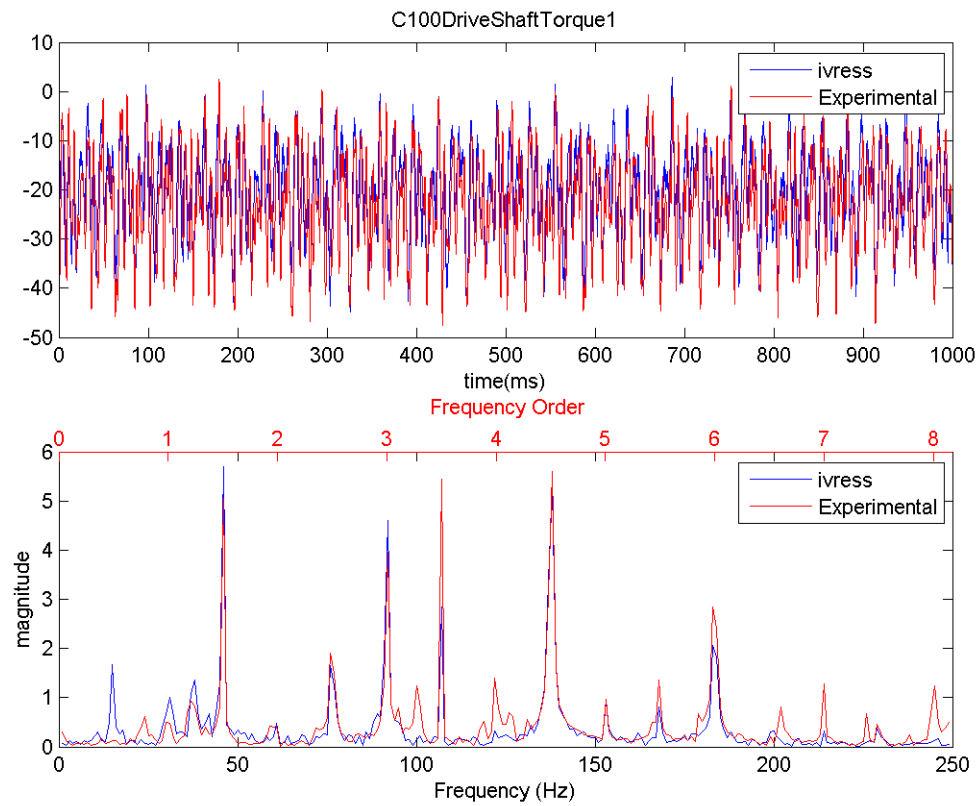 C100DriveShaftTorque1
10
0
-10
-20
-30
-40
-50
ivress
Experimental
0 100 200 300 400 500 600 700 800 900 1000
time(ms)
Frequency Order
0 1 2 3 4 5 6 7 8
6
5
4
3
2
1
0
magnitude
ivress
Experimental
0 50 100 150 200 250
Frequency (Hz)